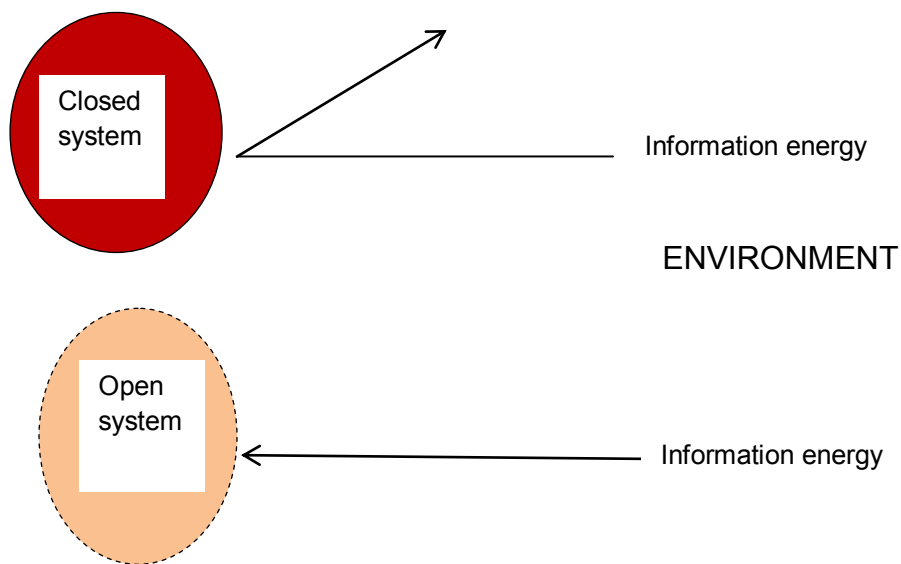 Closed
system
Information energy
ENVIRONMENT
Open
system
Information energy